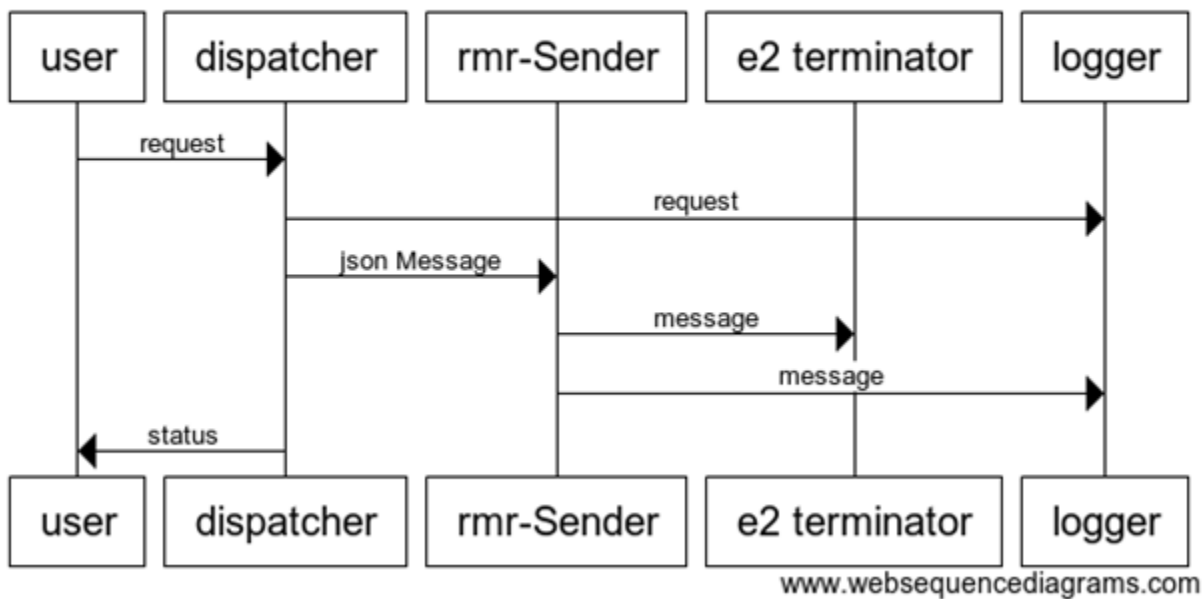 user dispatcher rmr-Sender e2 terminator logger
request
request
json Message
message
message
status
user dispatcher rmr-Sender e2 terminator logger
www.websequencediagrams.com